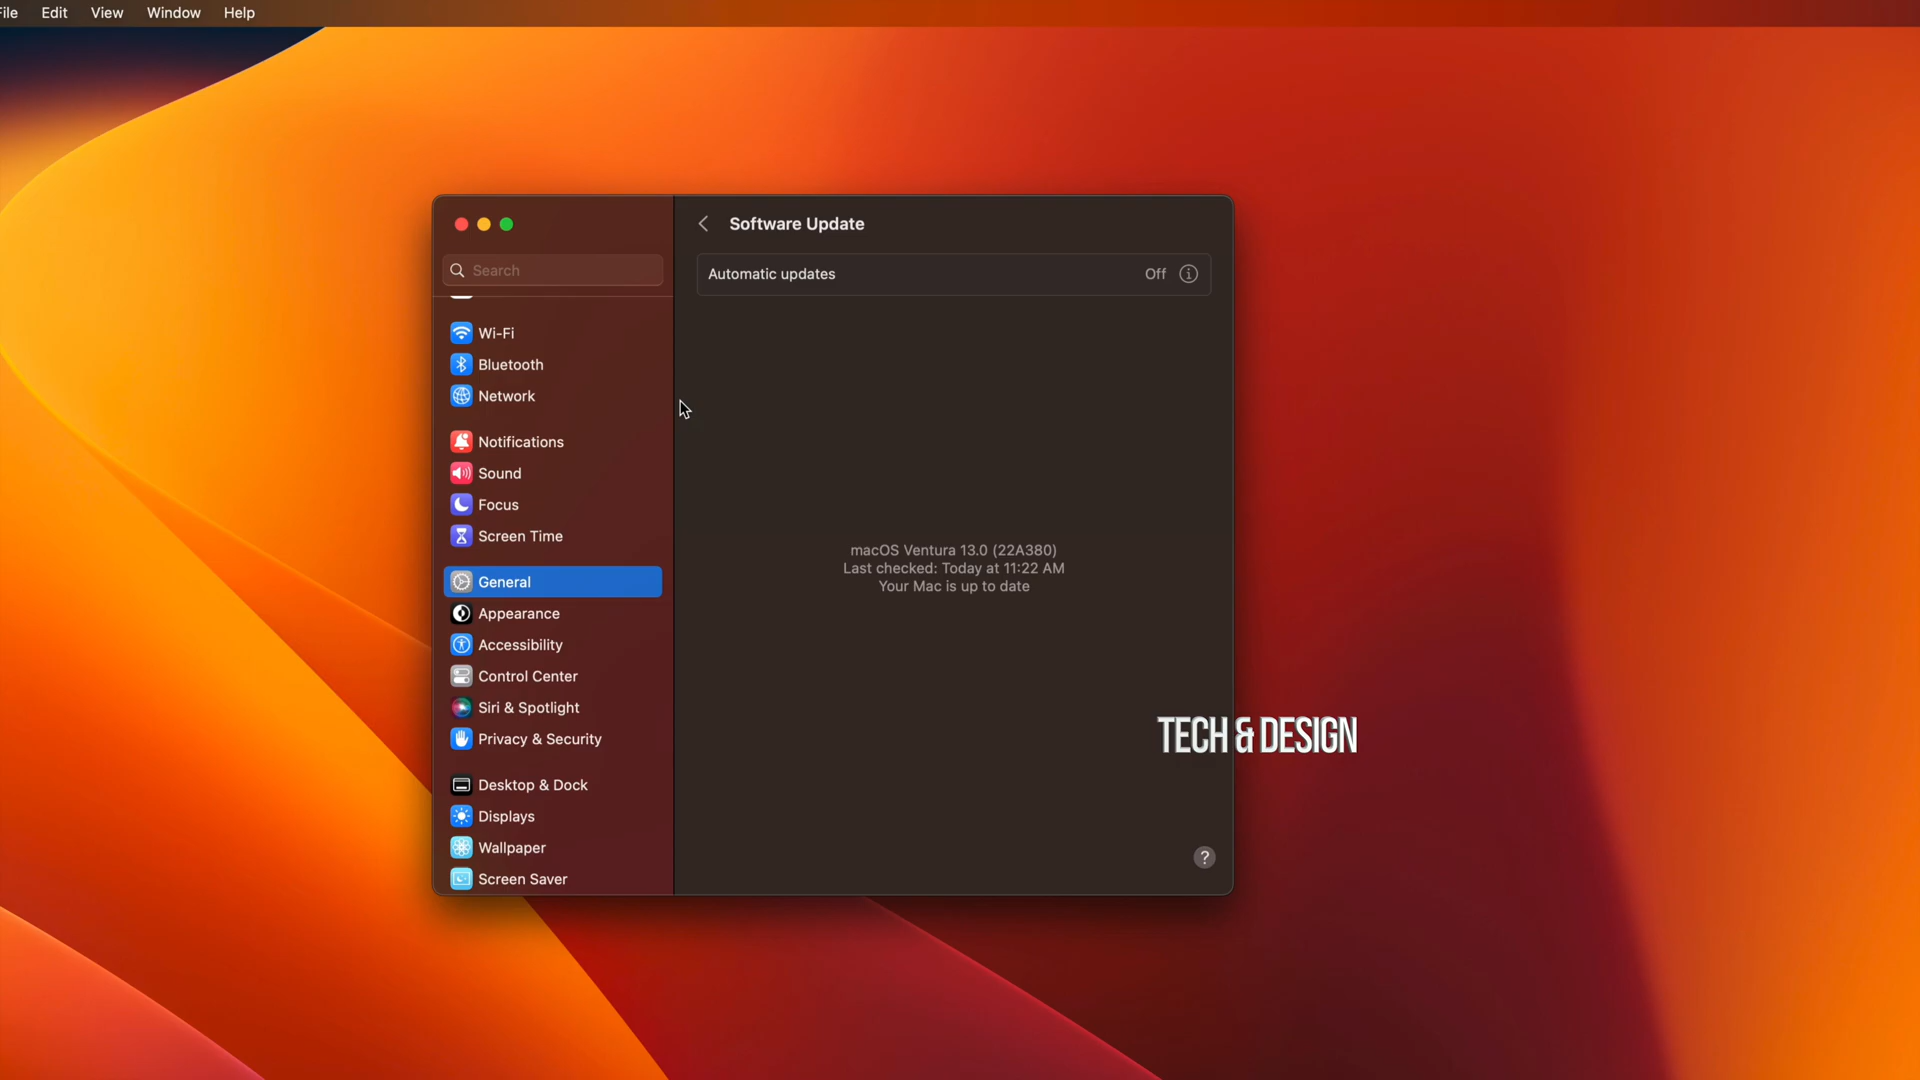 File Edit View Window Help
Software Update
Search
Automatic updates Off
Wi-Fi
Bluetooth
Network
Notifications
Sound
Focus
Screen Time
General
Appearance
Accessibility
Control Center
Siri & Spotlight
Privacy & Security
Desktop & Dock
Displays
Wallpaper
Screen Saver
macOS Ventura 13.0 (22A380)
Last checked: Today at 11:22 AM
Your Mac is up to date
TECH & DESIGN
?